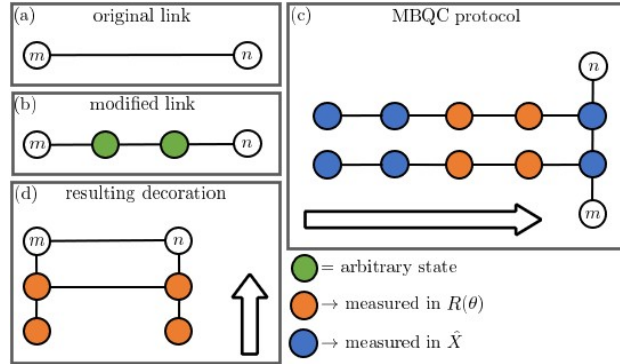 (a) original link
m n
(b) modified link
m n
(c) MBQC protocol
n
m
(d) resulting decoration
m n
= arbitrary state
→ measured in R(θ)
→ measured in X̂